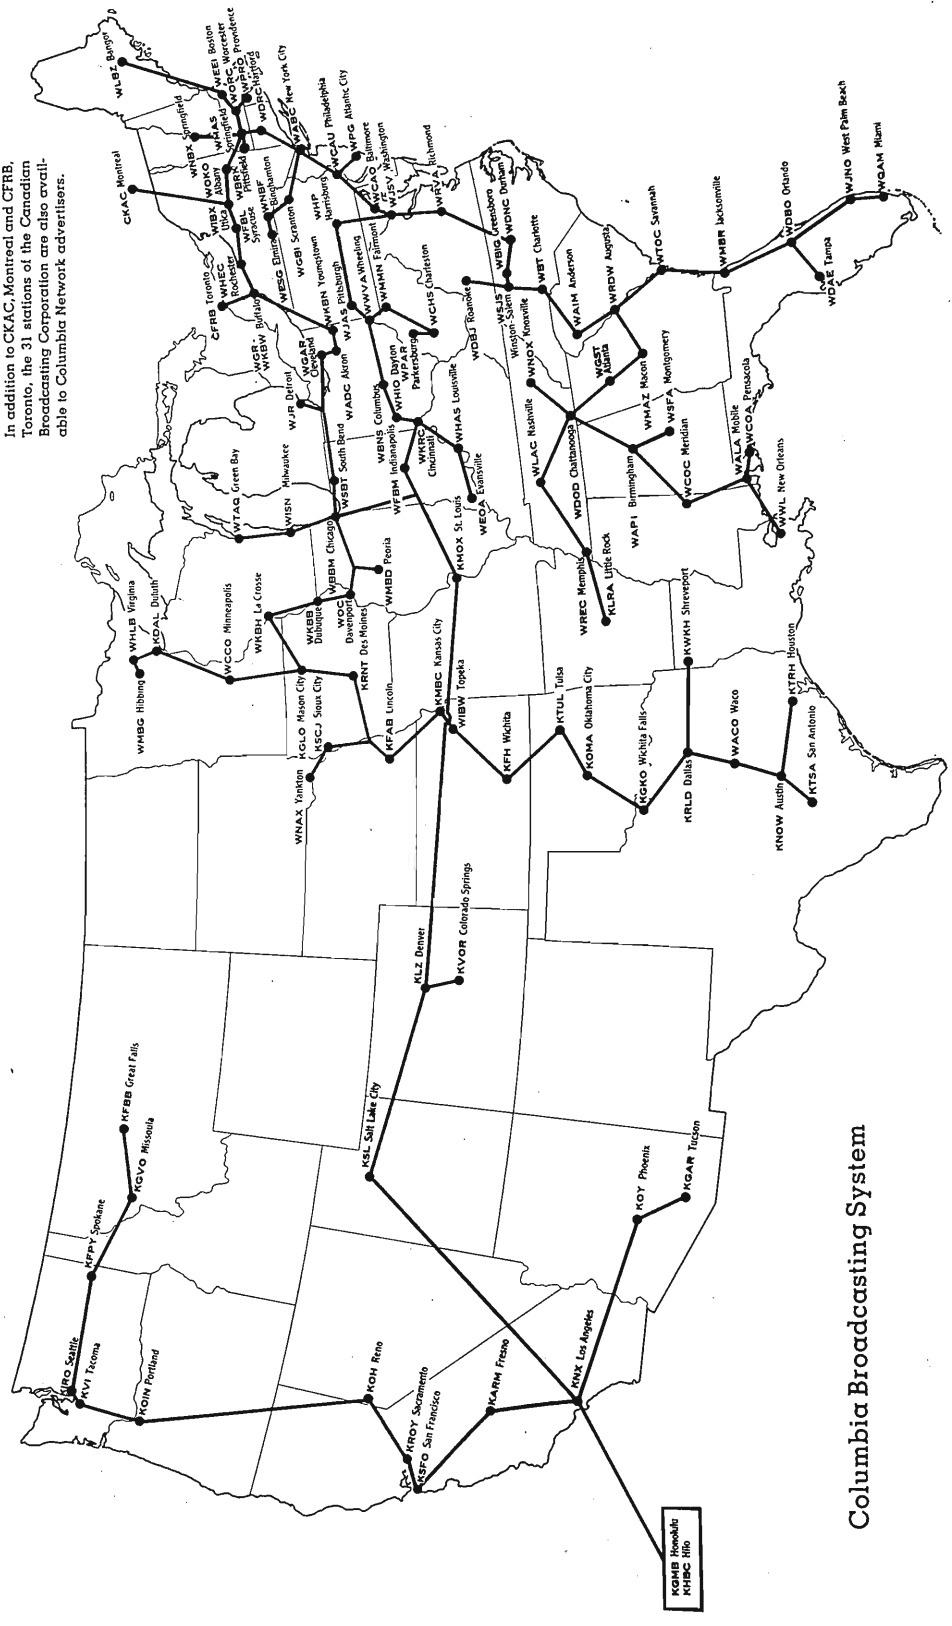 In addition to CKAC, Montreal and CFRB,
Toronto, the 31 stations of the Canadian
Broadcasting Corporation are also avail-
able to Columbia Network advertisers.
KIRO Seattle
KVI Tacoma
KOIN Portland
KFPY Spokane
KGVO Missoula
KFBB Great Falls
KOH Reno
KROY Sacramento
KSFO San Francisco
KARM Fresno
KNX Los Angeles
KGMB Honolulu
KHBC Hilo
KOY Phoenix
KGAR Tucson
KSL Salt Lake City
KLZ Denver
KVOR Colorado Springs
WMBG Hibbing
WHLB Virginia
KDAL Duluth
WCCO Minneapolis
WKBH La Crosse
WNAX Yankton
KGLO Mason City
KSCJ Sioux City
KRNT Des Moines
KFAB Lincoln
KMBC Kansas City
WIBW Topeka
KFH Wichita
KTUL Tulsa
KOMA Oklahoma City
KGKO Wichita Falls
KRLD Dallas
KWKH Shreveport
WACO Waco
KNOW Austin
KTRH Houston
KTSA San Antonio
WTAQ Green Bay
WISN Milwaukee
WBBM Chicago
WKBB
Dubuque
WOC
Davenport
WMBD Peoria
WSBT South Bend
WFBM Indianapolis
KMOX St. Louis
WEOA Evansville
WHAS Louisville
WKRC
Cincinnati
WHIO Dayton
WBNS Columbus
WJR Detroit
WGAR
Cleveland
WADC Akron
WKBN Youngstown
WJAS Pittsburgh
WWVA Wheeling
WMMN Fairmont
WPAR
Parkersburg
WCHS Charleston
CFRB Toronto
WGR-
WKBW Buffalo
WHEC
Rochester
WFBL
Syracuse
WIBX
Utica
CKAC Montreal
WOKO
Albany
WBRK
Pittsfield
WNBX Springfield
WMAS
Springfield
WLBZ Bangor
WEEI Boston
WORC Worcester
WPRO Providence
WDRC Hartford
WABC New York City
WESG Elmira
WNBF
Binghamton
WGBI Scranton
WHP
Harrisburg
WCAU Philadelphia
WPG Atlantic City
WCAO Baltimore
WJSV Washington
WRVA Richmond
WDBJ Roanoke
WSJS
Winston-Salem
WBIG Greensboro
WDNC Durham
WBT Charlotte
WAIM Anderson
WRDW Augusta
WTOC Savannah
WMBR Jacksonville
WDBO Orlando
WDAE Tampa
WJNO West Palm Beach
WQAM Miami
WNOX Knoxville
WLAC Nashville
WDOD Chattanooga
WGST
Atlanta
WMAZ Macon
WSFA Montgomery
WAPI Birmingham
WCOC Meridian
WALA Mobile
WCOA Pensacola
WWL New Orleans
WREC Memphis
KLRA Little Rock
Columbia Broadcasting System